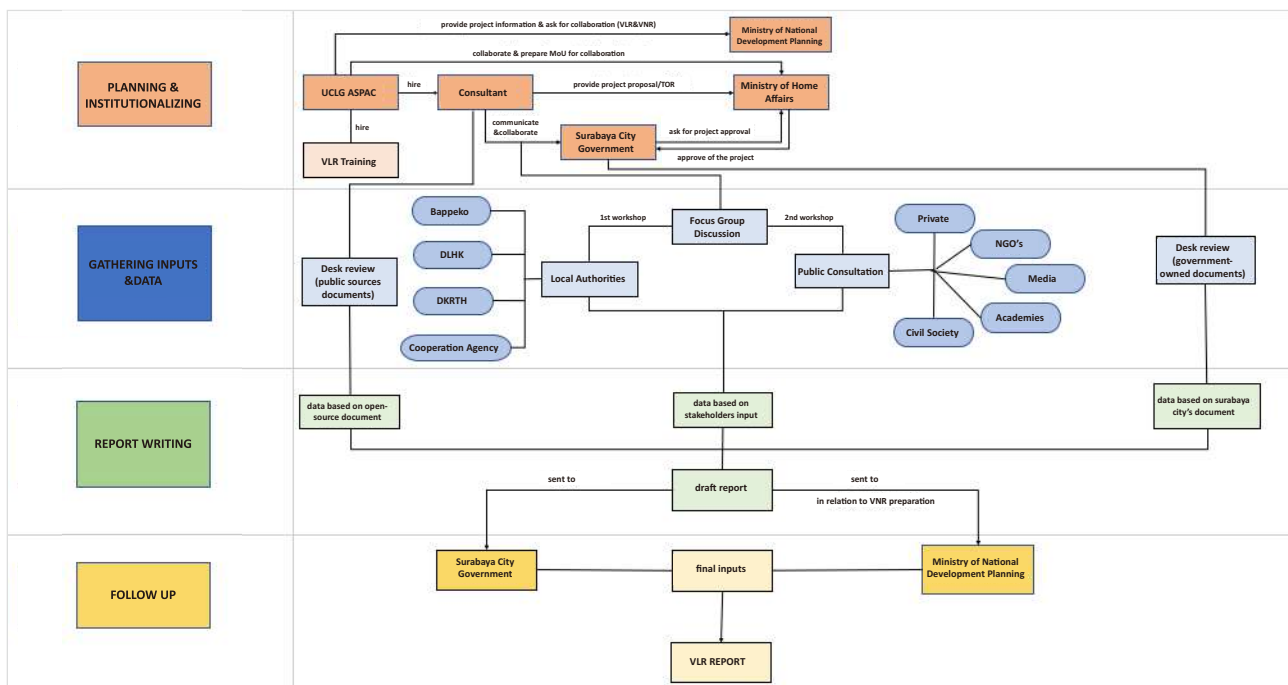 provide project information & ask for collaboration (VLR&VNR)
Ministry of National
Development Planning
collaborate & prepare MoU for collaboration
PLANNING &
INSTITUTIONALIZING
UCLG ASPAC
hire
Consultant
provide project proposal/TOR
Ministry of Home
Affairs
hire
communicate
&collaborate
Surabaya City
Government
ask for project approval
approve of the project
VLR Training
GATHERING INPUTS
&DATA
Desk review
(public sources
documents)
Bappeko
DLHK
DKRTH
Cooperation Agency
Local Authorities
1st workshop
Focus Group
Discussion
2nd workshop
Public Consultation
Private
NGO's
Media
Academies
Civil Society
Desk review
(government-
owned documents)
REPORT WRITING
data based on open-
source document
data based on
stakeholders input
data based on surabaya
city's document
sent to
draft report
sent to
in relation to VNR preparation
FOLLOW UP
Surabaya City
Government
final inputs
Ministry of National
Development Planning
VLR REPORT